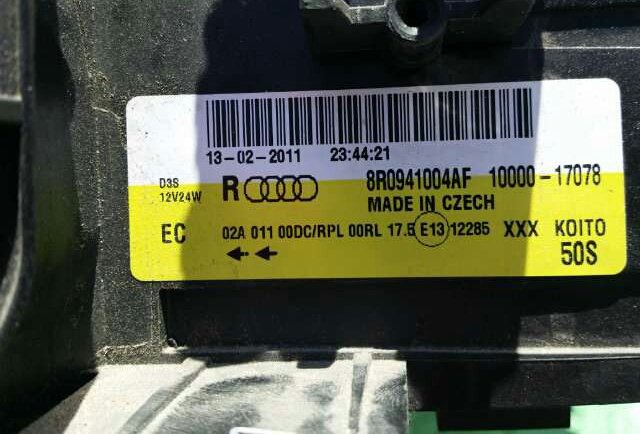 13-02-2011 23:44:21
D3S R 8R0941004AF 10000-17078
12V24W MADE IN CZECH
EC 02A 011 00DC/RPL 00RL 17.5 E13 12285 XXX KOITO
50S